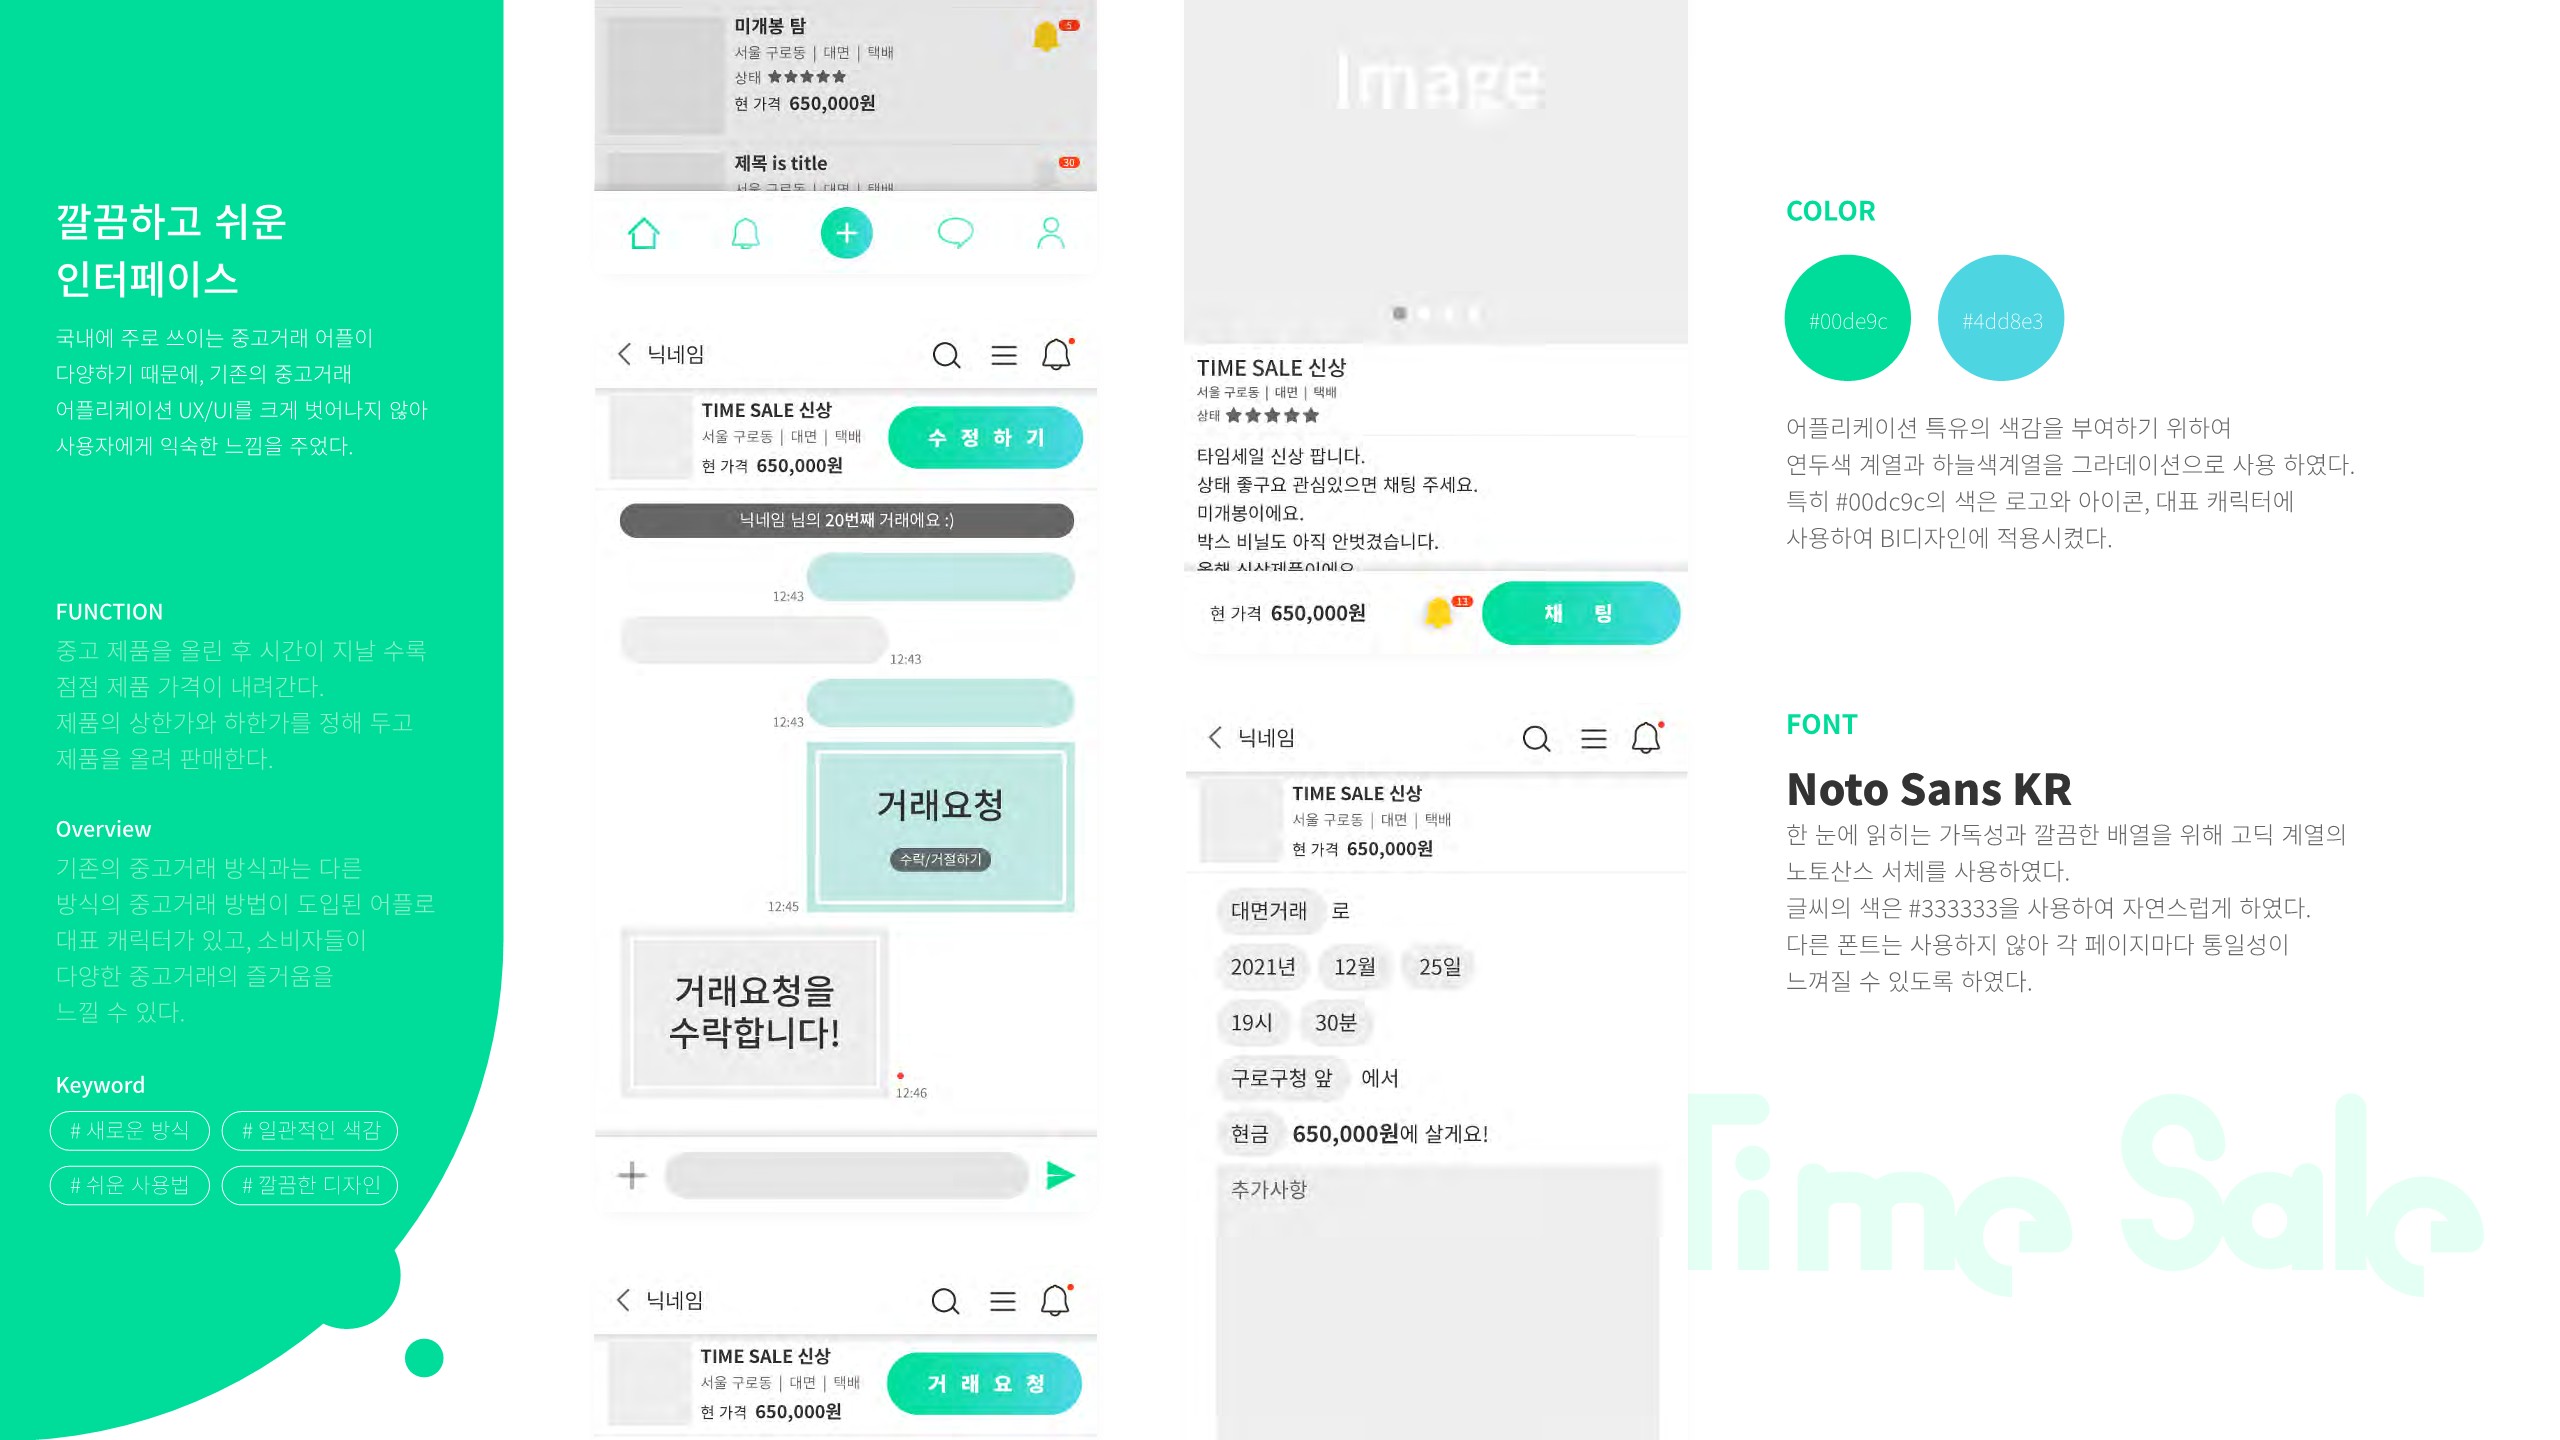 깔끔하고 쉬운
인터페이스
국내에 주로 쓰이는 중고거래 어플이
다양하기 때문에, 기존의 중고거래
어플리케이션 UX/UI를 크게 벗어나지 않아
사용자에게 익숙한 느낌을 주었다.
FUNCTION
중고 제품을 올린 후 시간이 지날 수록
점점 제품 가격이 내려간다.
제품의 상한가와 하한가를 정해 두고
제품을 올려 판매한다.
Overview
기존의 중고거래 방식과는 다른
방식의 중고거래 방법이 도입된 어플로
대표 캐릭터가 있고, 소비자들이
다양한 중고거래의 즐거움을
느낄 수 있다.
Keyword
# 새로운 방식 # 일관적인 색감
# 쉬운 사용법 # 깔끔한 디자인
미개봉 탐
5
서울 구로동 | 대면 | 택배
상태 ★★★★★
현 가격 650,000원
제목 is title
30
서울 구로동 | 대면 | 택배
닉네임
TIME SALE 신상
서울 구로동 | 대면 | 택배
현 가격 650,000원
수정하기
닉네임 님의 20번째 거래에요 :)
12:43
12:43
12:43
거래요청
수락/거절하기
12:45
거래요청을
수락합니다!
12:46
닉네임
TIME SALE 신상
서울 구로동 | 대면 | 택배
현 가격 650,000원
거래요청
Image
TIME SALE 신상
서울 구로동 | 대면 | 택배
상태 ★★★★★
타임세일 신상 팝니다.
상태 좋구요 관심있으면 채팅 주세요.
미개봉이에요.
박스 비닐도 아직 안벗겼습니다.
올해 신상제품이에요
현 가격 650,000원
13
채팅
닉네임
TIME SALE 신상
서울 구로동 | 대면 | 택배
현 가격 650,000원
대면거래 로
2021년 12월 25일
19시 30분
구로구청 앞 에서
현금 650,000원에 살게요!
추가사항
COLOR
#00de9c #4dd8e3
어플리케이션 특유의 색감을 부여하기 위하여
연두색 계열과 하늘색계열을 그라데이션으로 사용 하였다.
특히 #00dc9c의 색은 로고와 아이콘, 대표 캐릭터에
사용하여 BI디자인에 적용시켰다.
FONT
Noto Sans KR
한 눈에 읽히는 가독성과 깔끔한 배열을 위해 고딕 계열의
노토산스 서체를 사용하였다.
글씨의 색은 #333333을 사용하여 자연스럽게 하였다.
다른 폰트는 사용하지 않아 각 페이지마다 통일성이
느껴질 수 있도록 하였다.
Time Sale